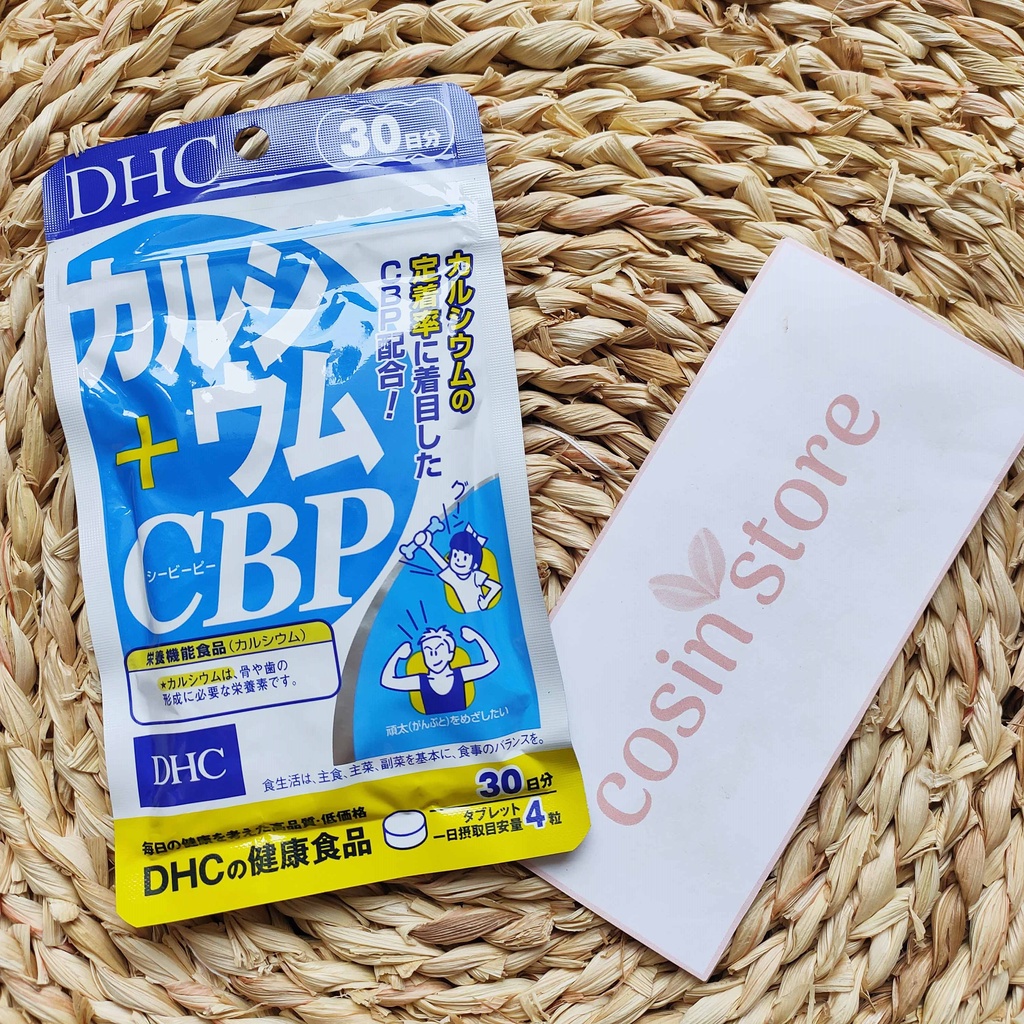 DHC
30日分
カルシウムの
定着率に着目した
CBP配合!
カルシ
ウム
+
CBP
シービーピー
グーン
栄養機能食品(カルシウム)
★カルシウムは、骨や歯の
形成に必要な栄養素です。
頑太(がんぶと)をめざしたい
DHC
食生活は、主食、主菜、副菜を基本に、食事のバランスを。
毎日の健康を考えた高品質・低価格
DHCの健康食品
30日分
タブレット
一日摂取目安量4粒
cosin store